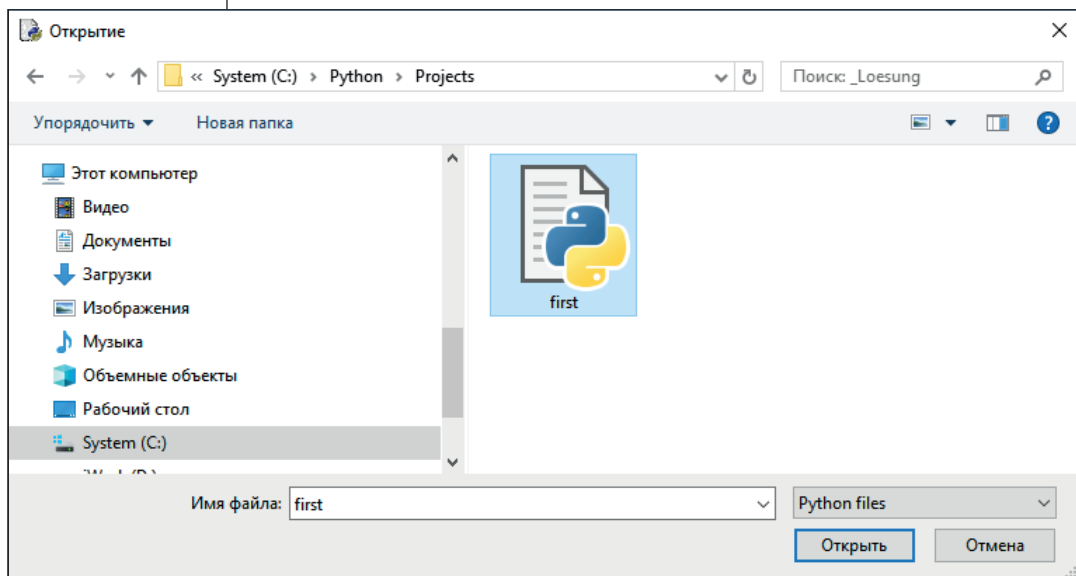 Открытие
« System (C:) › Python › Projects
Поиск: _Loesung
Упорядочить
Новая папка
Этот компьютер
Видео
Документы
Загрузки
Изображения
Музыка
Объемные объекты
Рабочий стол
System (C:)
first
Имя файла: first
Python files
Открыть
Отмена